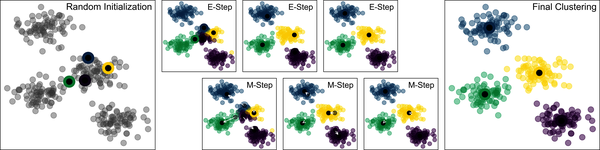 Random Initialization
E-Step
E-Step
E-Step
M-Step
M-Step
M-Step
Final Clustering